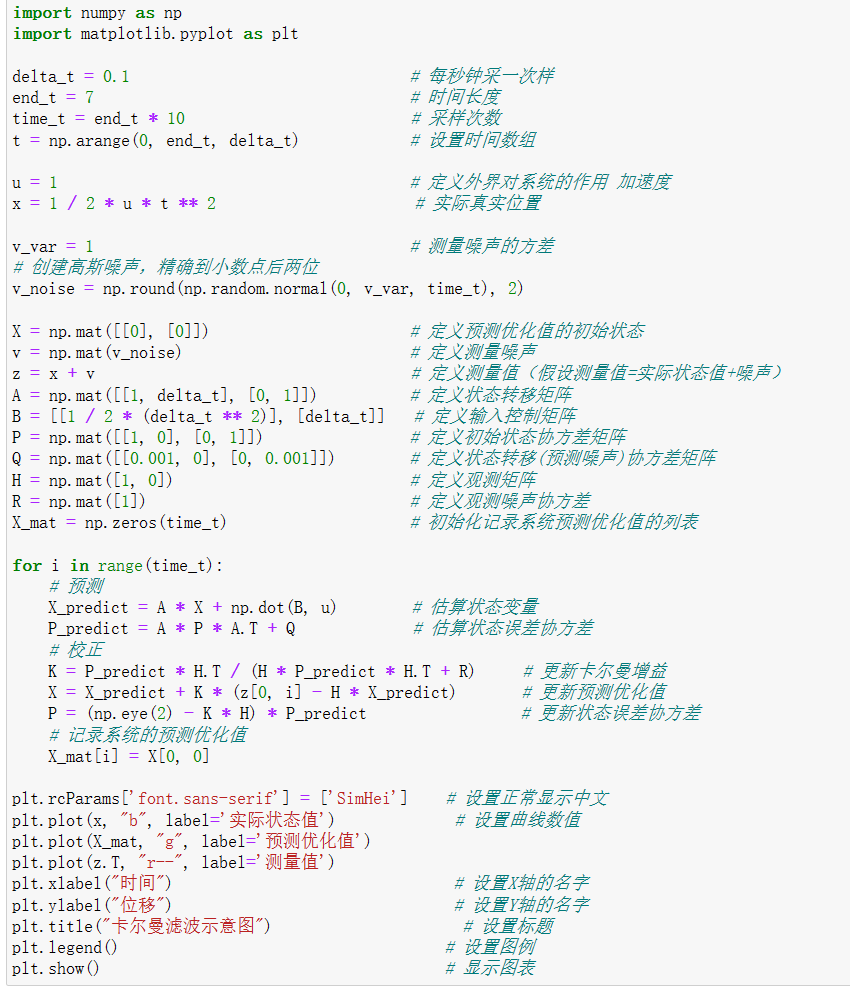 import numpy as np
import matplotlib.pyplot as plt
delta_t = 0.1 # 每秒钟采一次样
end_t = 7 # 时间长度
time_t = end_t * 10 # 采样次数
t = np.arange(0, end_t, delta_t) # 设置时间数组
u = 1 # 定义外界对系统的作用 加速度
x = 1 / 2 * u * t ** 2 # 实际真实位置
v_var = 1 # 测量噪声的方差
# 创建高斯噪声，精确到小数点后两位
v_noise = np.round(np.random.normal(0, v_var, time_t), 2)
X = np.mat([[0], [0]]) # 定义预测优化值的初始状态
v = np.mat(v_noise) # 定义测量噪声
z = x + v # 定义测量值（假设测量值=实际状态值+噪声）
A = np.mat([[1, delta_t], [0, 1]]) # 定义状态转移矩阵
B = [[1 / 2 * (delta_t ** 2)], [delta_t]] # 定义输入控制矩阵
P = np.mat([[1, 0], [0, 1]]) # 定义初始状态协方差矩阵
Q = np.mat([[0.001, 0], [0, 0.001]]) # 定义状态转移(预测噪声)协方差矩阵
H = np.mat([1, 0]) # 定义观测矩阵
R = np.mat([1]) # 定义观测噪声协方差
X_mat = np.zeros(time_t) # 初始化记录系统预测优化值的列表
for i in range(time_t):
# 预测
X_predict = A * X + np.dot(B, u) # 估算状态变量
P_predict = A * P * A.T + Q # 估算状态误差协方差
# 校正
K = P_predict * H.T / (H * P_predict * H.T + R) # 更新卡尔曼增益
X = X_predict + K * (z[0, i] - H * X_predict) # 更新预测优化值
P = (np.eye(2) - K * H) * P_predict # 更新状态误差协方差
# 记录系统的预测优化值
X_mat[i] = X[0, 0]
plt.rcParams['font.sans-serif'] = ['SimHei'] # 设置正常显示中文
plt.plot(x, "b", label='实际状态值') # 设置曲线数值
plt.plot(X_mat, "g", label='预测优化值')
plt.plot(z.T, "r--", label='测量值')
plt.xlabel("时间") # 设置X轴的名字
plt.ylabel("位移") # 设置Y轴的名字
plt.title("卡尔曼滤波示意图") # 设置标题
plt.legend() # 设置图例
plt.show() # 显示图表